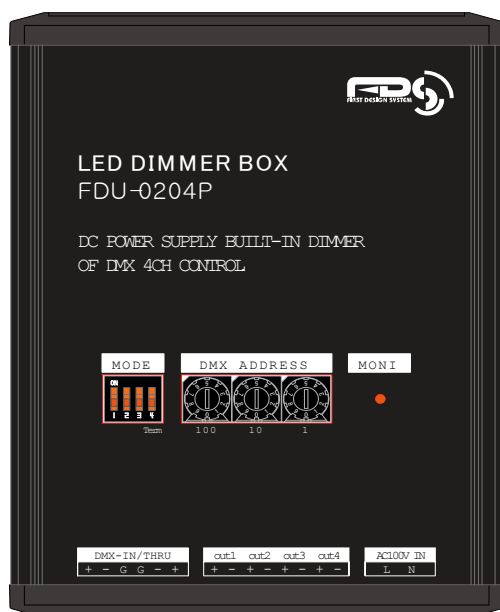 FDS
FIRST DESIGN SYSTEM
LED DIMMER BOX
FDU-0204P
DC POWER SUPPLY BUILT-IN DIMMER
OF DMX 4CH CONTROL
MODE DMX ADDRESS MONI
ON
1 2 3 4
Term 100 10 1
DMX-IN/THRU out1 out2 out3 out4 AC100V IN
+ - G G - + + - + - + - + - L N